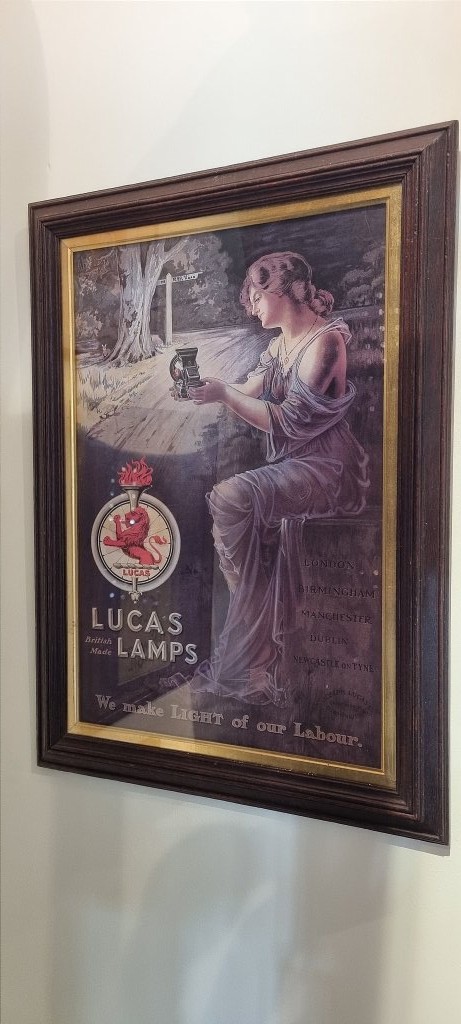 LUCAS
LUCAS
British Made LAMPS
LONDON
BIRMINGHAM
MANCHESTER
DUBLIN
NEWCASTLE ON TYNE
We make LIGHT of our Labour.